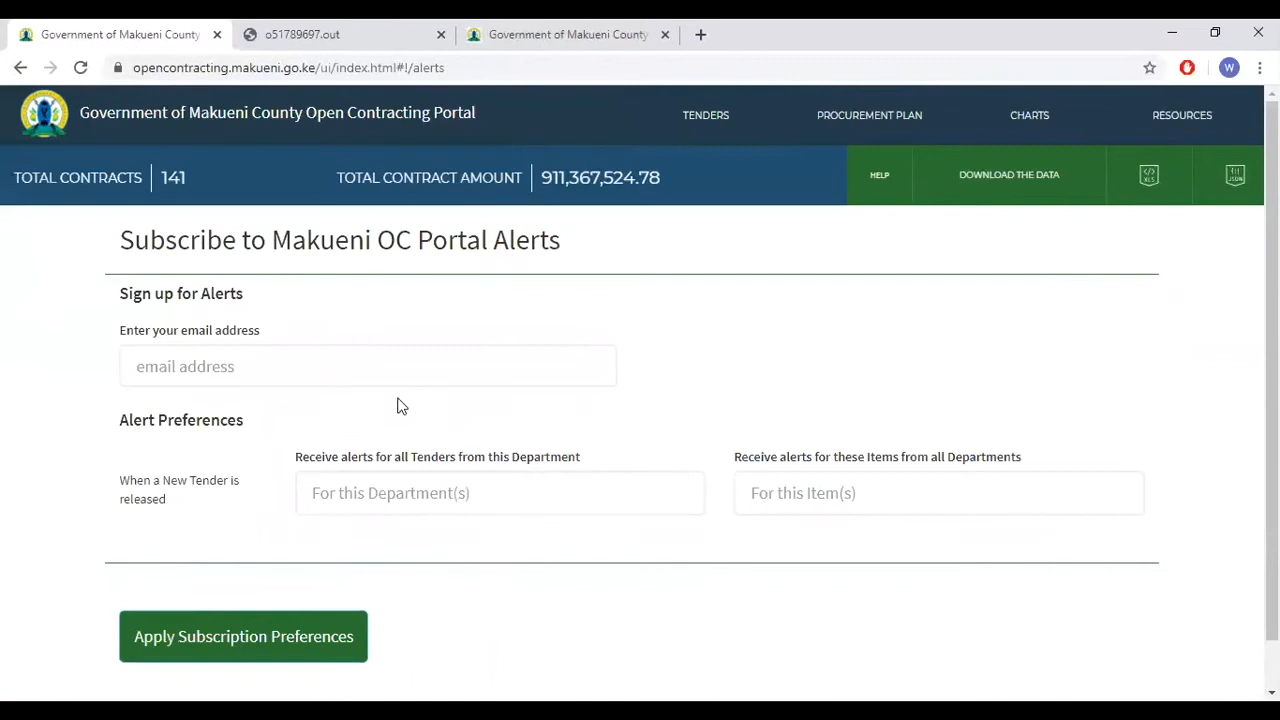 Government of Makueni County
o51789697.out
Government of Makueni County
opencontracting.makueni.go.ke/ui/index.html#!/alerts
W
Government of Makueni County Open Contracting Portal
TENDERS
PROCUREMENT PLAN
CHARTS
RESOURCES
TOTAL CONTRACTS 141
TOTAL CONTRACT AMOUNT 911,367,524.78
HELP
DOWNLOAD THE DATA
XLS
JSON
Subscribe to Makueni OC Portal Alerts
Sign up for Alerts
Enter your email address
email address
Alert Preferences
When a New Tender is
released
Receive alerts for all Tenders from this Department
For this Department(s)
Receive alerts for these Items from all Departments
For this Item(s)
Apply Subscription Preferences